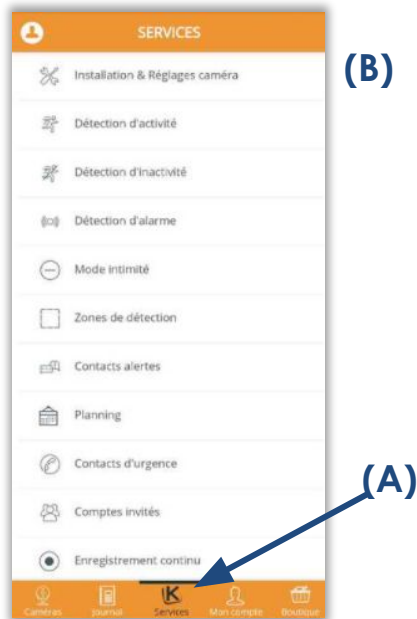 SERVICES
(B)
Installation & Réglages caméra
Détection d'activité
Détection d'inactivité
Détection d'alarme
Mode intimité
Zones de détection
Contacts alertes
Planning
Contacts d'urgence
(A)
Comptes invités
Enregistrement continu
Caméras Journal Services Mon compte Boutique